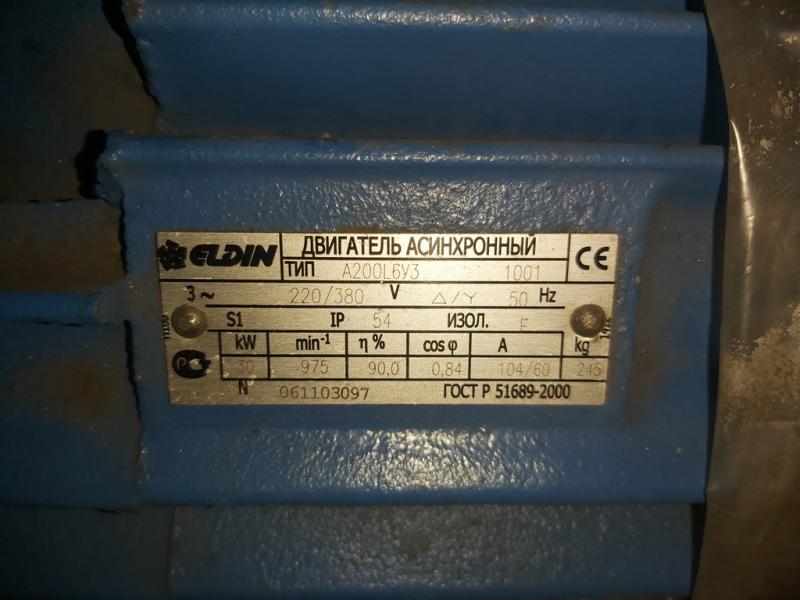 ELDIN ДВИГАТЕЛЬ АСИНХРОННЫЙ CE
ТИП А200L6У3 1001
3~ 220/380 V Δ/Y 50 Hz
S1 IP 54 ИЗОЛ. F
kW min⁻¹ η % cos φ A kg
30 975 90,0 0,84 104/60 245
N 061103097 ГОСТ Р 51689-2000